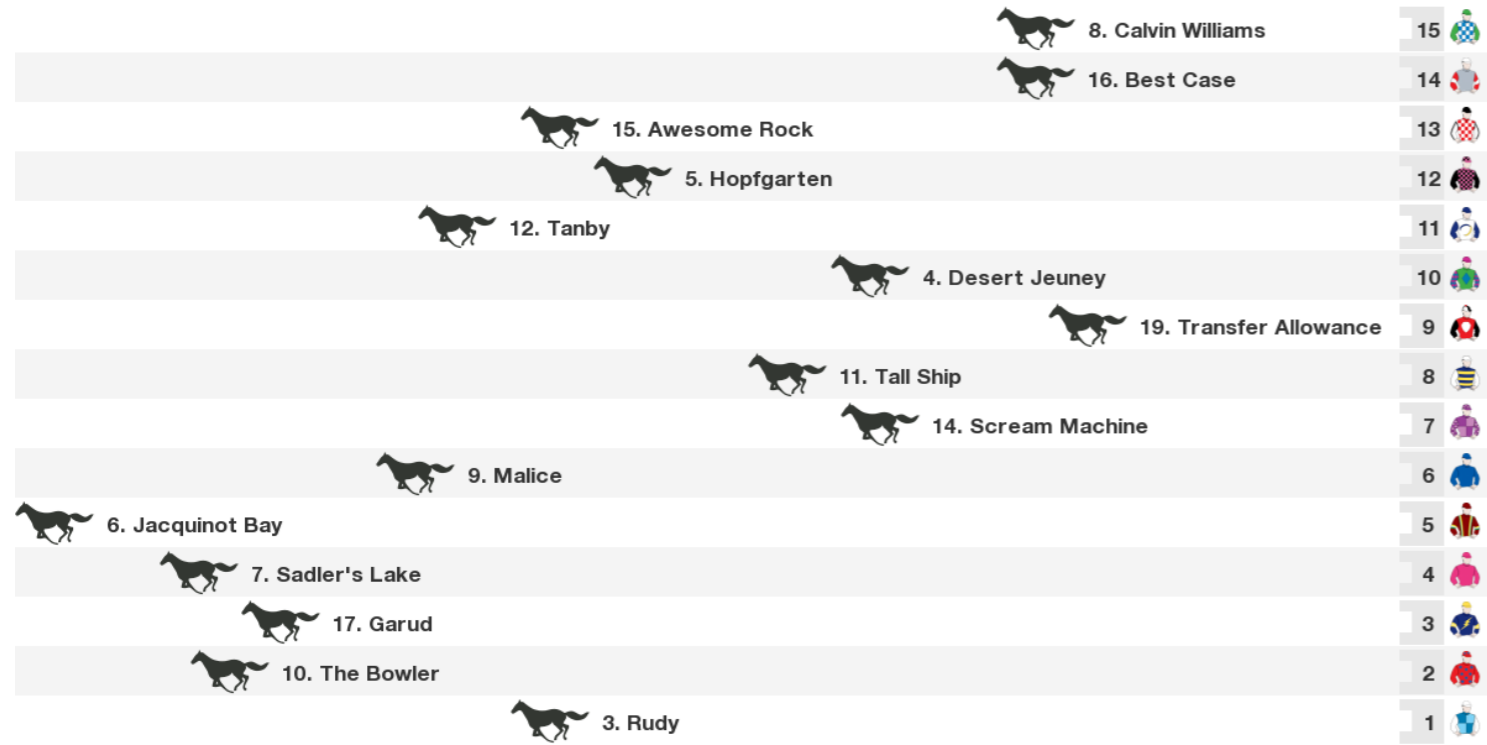 8. Calvin Williams 15
16. Best Case 14
15. Awesome Rock 13
5. Hopfgarten 12
12. Tanby 11
4. Desert Jeuney 10
19. Transfer Allowance 9
11. Tall Ship 8
14. Scream Machine 7
9. Malice 6
6. Jacquinot Bay 5
7. Sadler's Lake 4
17. Garud 3
10. The Bowler 2
3. Rudy 1